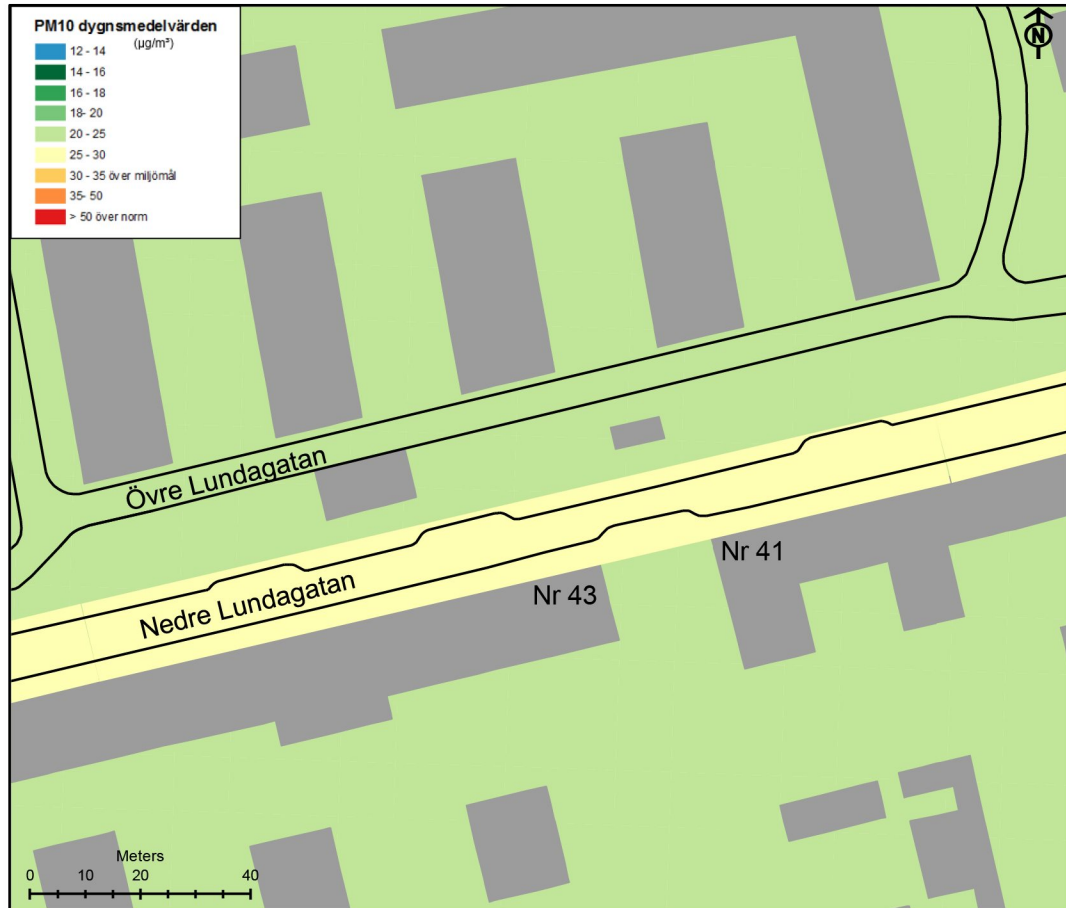 PM10 dygnsmedelvärden
(µg/m³)
12 - 14
14 - 16
16 - 18
18- 20
20 - 25
25 - 30
30 - 35 över miljömål
35- 50
> 50 över norm
N
Övre Lundagatan
Nedre Lundagatan
Nr 41
Nr 43
Meters
0 10 20 40